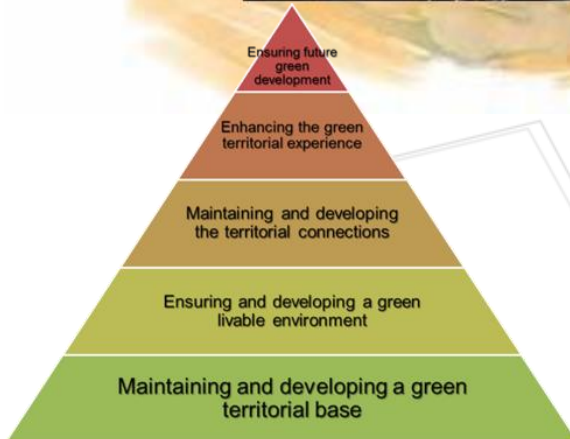 Ensuring future
green
development
Enhancing the green
territorial experience
Maintaining and developing
the territorial connections
Ensuring and developing a green
livable environment
Maintaining and developing a green
territorial base